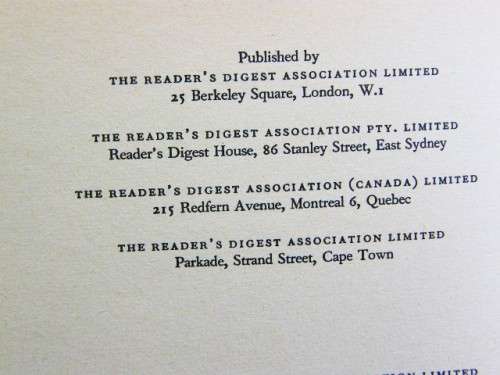 Published by
THE READER'S DIGEST ASSOCIATION LIMITED
25 Berkeley Square, London, W.1
THE READER'S DIGEST ASSOCIATION PTY. LIMITED
Reader's Digest House, 86 Stanley Street, East Sydney
THE READER'S DIGEST ASSOCIATION (CANADA) LIMITED
215 Redfern Avenue, Montreal 6, Quebec
THE READER'S DIGEST ASSOCIATION LIMITED
Parkade, Strand Street, Cape Town
LIMITED